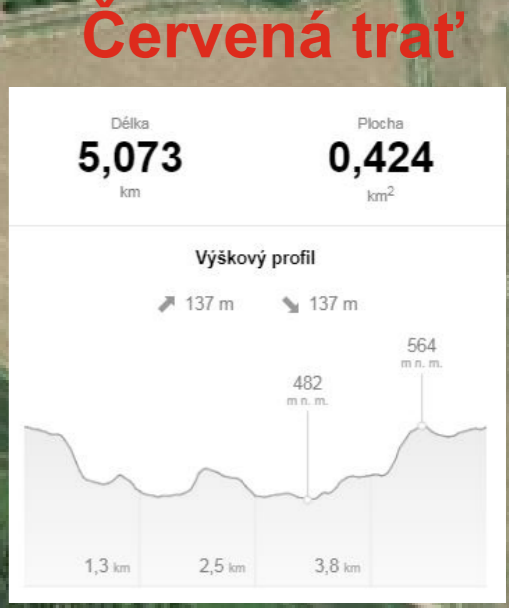 Červená trať
Délka Plocha
5,073 0,424
km km²
Výškový profil
137 m 137 m
564
m n. m.
482
m n. m.
1,3 km 2,5 km 3,8 km